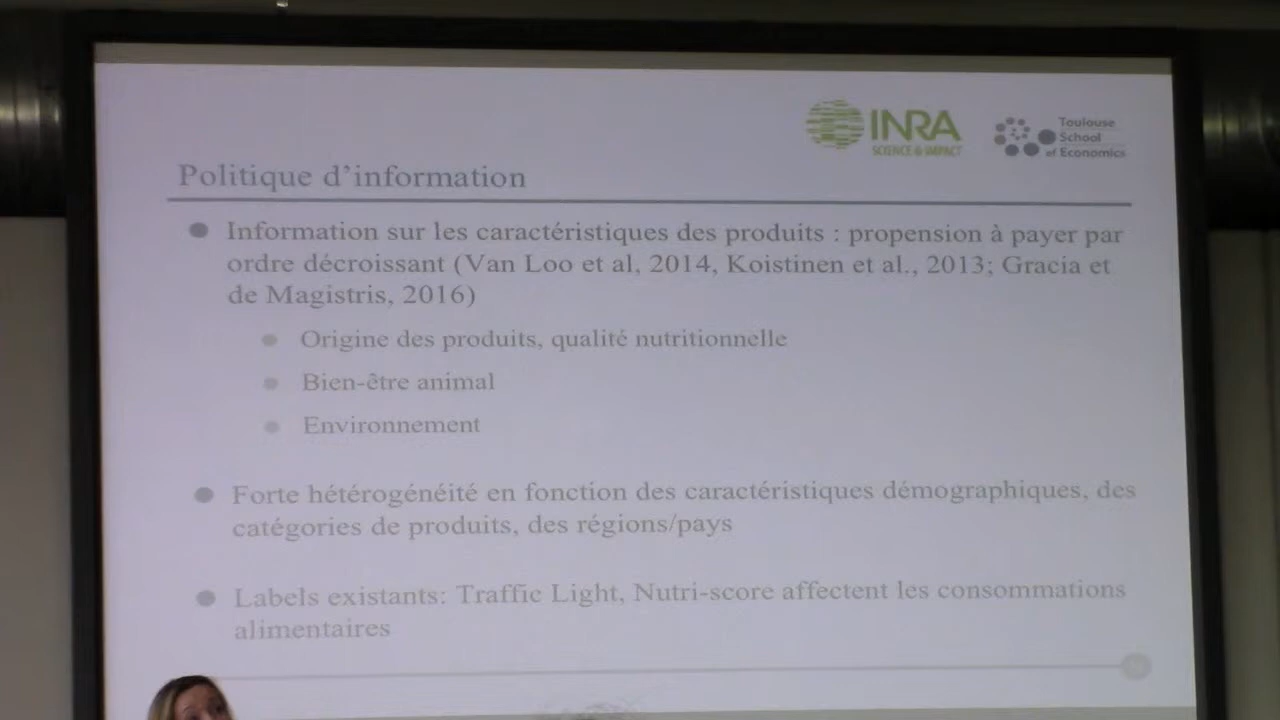 INRA
SCIENCE & IMPACT
Toulouse
School
of Economics
Politique d'information
Information sur les caractéristiques des produits : propension à payer par
ordre décroissant (Van Loo et al, 2014, Koistinen et al., 2013; Gracia et
de Magistris, 2016)
Origine des produits, qualité nutritionnelle
Bien-être animal
Environnement
Forte hétérogénéité en fonction des caractéristiques démographiques, des
catégories de produits, des régions/pays
Labels existants: Traffic Light, Nutri-score affectent les consommations
alimentaires